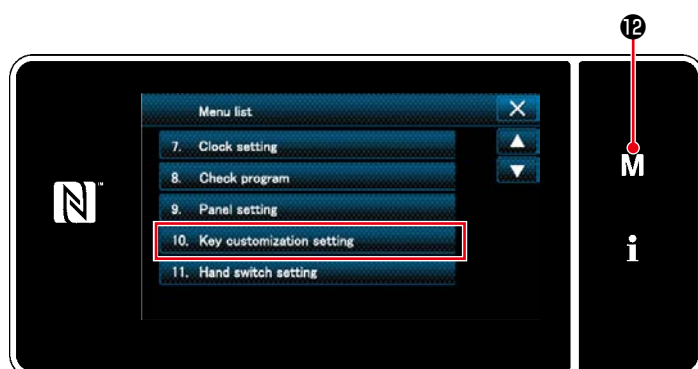 ⓬
Menu list
7. Clock setting
8. Check program
9. Panel setting
10. Key customization setting
11. Hand switch setting
M
i
N
™